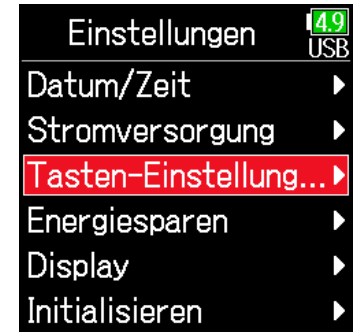 Einstellungen
4.9
USB
Datum/Zeit
Stromversorgung
Tasten-Einstellung...
Energiesparen
Display
Initialisieren